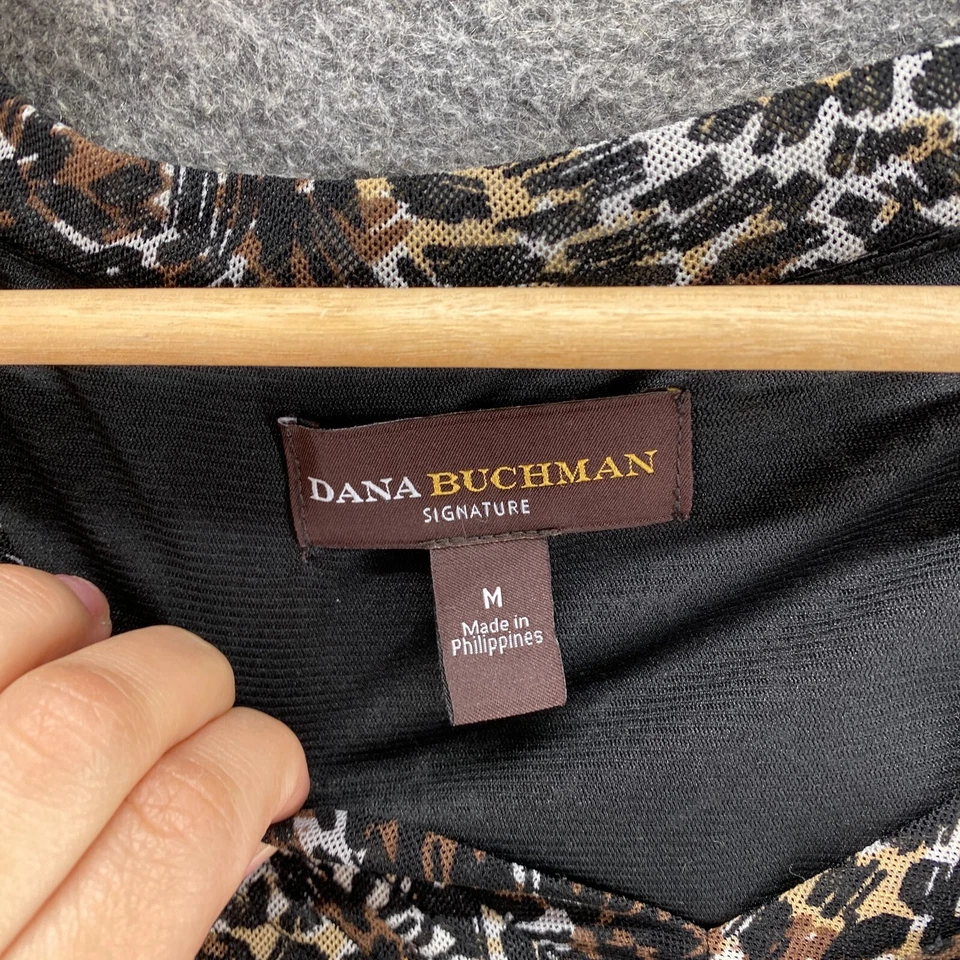 DANA BUCHMAN
SIGNATURE
M
Made in
Philippines